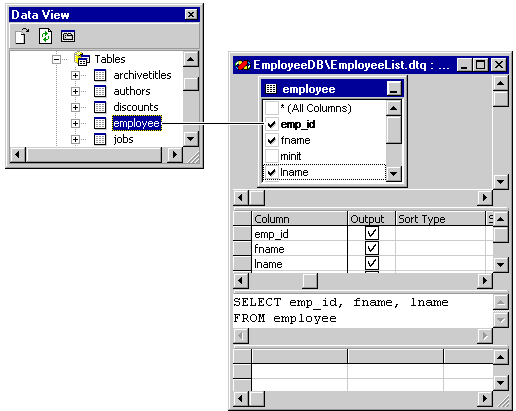 Data View
Tables
archivetitles
authors
discounts
employee
jobs
EmployeeDB\EmployeeList.dtq : ...
employee
* (All Columns)
emp_id
fname
minit
lname
Column Output Sort Type S
emp_id
fname
lname
SELECT emp_id, fname, lname
FROM employee